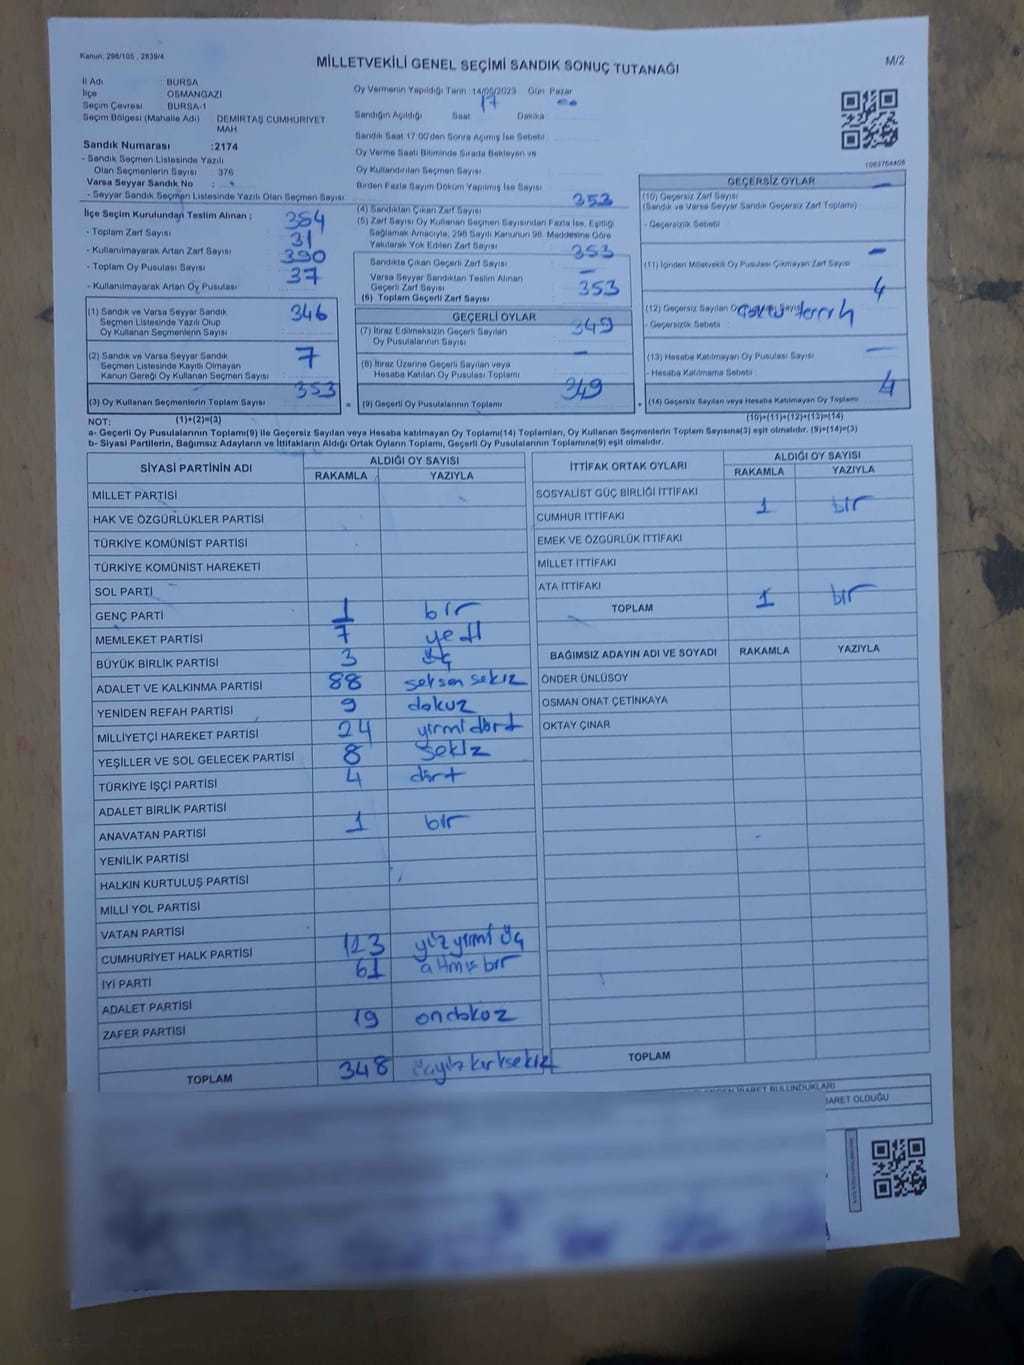 Kanun: 298/105 , 2839/4
MİLLETVEKİLİ GENEL SEÇİMİ SANDIK SONUÇ TUTANAĞI
M/2
İl Adı : BURSA
İlçe : OSMANGAZİ
Seçim Çevresi : BURSA-1
Seçim Bölgesi (Mahalle Adı) : DEMİRTAŞ CUMHURİYET
MAH.
Sandık Numarası :2174
- Sandık Seçmen Listesinde Yazılı
Olan Seçmenlerin Sayısı : 376
Varsa Seyyar Sandık No :
- Seyyar Sandık Seçmen Listesinde Yazılı Olan Seçmen Sayısı:
Oy Vermenin Yapıldığı Tarih :14/05/2023 Gün: Pazar
Sandığın Açıldığı Saat 17 Dakika
Sandık Saat 17:00'den Sonra Açılmış İse Sebebi :
Oy Verme Saati Bitiminde Sırada Bekleyen ve
Oy Kullandırılan Seçmen Sayısı :
Birden Fazla Sayım Döküm Yapılmış İse Sayısı :
1583764408
İlçe Seçim Kurulundan Teslim Alınan :
- Toplam Zarf Sayısı 384
- Kullanılmayarak Artan Zarf Sayısı 31
- Toplam Oy Pusulası Sayısı 390
- Kullanılmayarak Artan Oy Pusulası 37
(1) Sandık ve Varsa Seyyar Sandık
Seçmen Listesinde Yazılı Olup
Oy Kullanan Seçmenlerin Sayısı 346
(2) Sandık ve Varsa Seyyar Sandık
Seçmen Listesinde Kayıtlı Olmayan
Kanun Gereği Oy Kullanan Seçmen Sayısı 7
(3) Oy Kullanan Seçmenlerin Toplam Sayısı 353
(4) Sandıktan Çıkan Zarf Sayısı 353
(5) Zarf Sayısı Oy Kullanan Seçmen Sayısından Fazla İse, Eşitliği
Sağlamak Amacıyla, 298 Sayılı Kanunun 98. Maddesine Göre
Yakılarak Yok Edilen Zarf Sayısı
Sandıkta Çıkan Geçerli Zarf Sayısı 353
Varsa Seyyar Sandıktan Teslim Alınan
Geçerli Zarf Sayısı -
(6) Toplam Geçerli Zarf Sayısı 353
GEÇERLİ OYLAR
(7) İtiraz Edilmeksizin Geçerli Sayılan
Oy Pusulalarının Sayısı 349
(8) İtiraz Üzerine Geçerli Sayılan veya
Hesaba Katılan Oy Pusulası Toplamı -
(9) Geçerli Oy Pusulalarının Toplamı 349
GEÇERSİZ OYLAR
(10) Geçersiz Zarf Sayısı -
(Sandık ve Varsa Seyyar Sandık Geçersiz Zarf Toplamı)
- Geçersizlik Sebebi
(11) İçinden Milletvekili Oy Pusulası Çıkmayan Zarf Sayısı -
(12) Geçersiz Sayılan Oy Pusulası Sayısı 4
- Geçersizlik Sebebi :
(13) Hesaba Katılmayan Oy Pusulası Sayısı -
- Hesaba Katılmama Sebebi
(14) Geçersiz Sayılan veya Hesaba Katılmayan Oy Toplamı 4
NOT: (1)+(2)=(3) (10)+(11)+(12)+(13)=(14)
a- Geçerli Oy Pusulalarının Toplamı(9) ile Geçersiz Sayılan veya Hesaba katılmayan Oy Toplamı(14) Toplamları, Oy Kullanan Seçmenlerin Toplam Sayısına(3) eşit olmalıdır. (9)+(14)=(3)
b- Siyasi Partilerin, Bağımsız Adayların ve İttifakların Aldığı Ortak Oyların Toplamı, Geçerli Oy Pusulalarının Toplamına(9) eşit olmalıdır.
SİYASİ PARTİNİN ADI ALDIĞI OY SAYISI
RAKAMLA YAZIYLA
MİLLET PARTİSİ
HAK VE ÖZGÜRLÜKLER PARTİSİ
TÜRKİYE KOMÜNİST PARTİSİ
TÜRKİYE KOMÜNİST HAREKETİ
SOL PARTİ
GENÇ PARTİ 1 bir
MEMLEKET PARTİSİ 7 yedi
BÜYÜK BİRLİK PARTİSİ 3 üç
ADALET VE KALKINMA PARTİSİ 88 seksen sekiz
YENİDEN REFAH PARTİSİ 9 dokuz
MİLLİYETÇİ HAREKET PARTİSİ 24 yirmi dört
YEŞİLLER VE SOL GELECEK PARTİSİ 8 sekiz
TÜRKİYE İŞÇİ PARTİSİ 4 dört
ADALET BİRLİK PARTİSİ
ANAVATAN PARTİSİ 1 bir
YENİLİK PARTİSİ
HALKIN KURTULUŞ PARTİSİ
MİLLİ YOL PARTİSİ
VATAN PARTİSİ
CUMHURİYET HALK PARTİSİ 123 yüz yirmi üç
İYİ PARTİ 61 altmış bir
ADALET PARTİSİ
ZAFER PARTİSİ 19 ondokuz
TOPLAM 348 üçyüz kırksekiz
İTTİFAK ORTAK OYLARI ALDIĞI OY SAYISI
RAKAMLA YAZIYLA
SOSYALİST GÜÇ BİRLİĞİ İTTİFAKI
CUMHUR İTTİFAKI 1 bir
EMEK VE ÖZGÜRLÜK İTTİFAKI
MİLLET İTTİFAKI
ATA İTTİFAKI
TOPLAM 1 bir
BAĞIMSIZ ADAYIN ADI VE SOYADI RAKAMLA YAZIYLA
ÖNDER ÜNLÜSOY
OSMAN ONAT ÇETİNKAYA
OKTAY ÇINAR
TOPLAM
İBARET BULUNDUKLARI
İBARET OLDUĞU